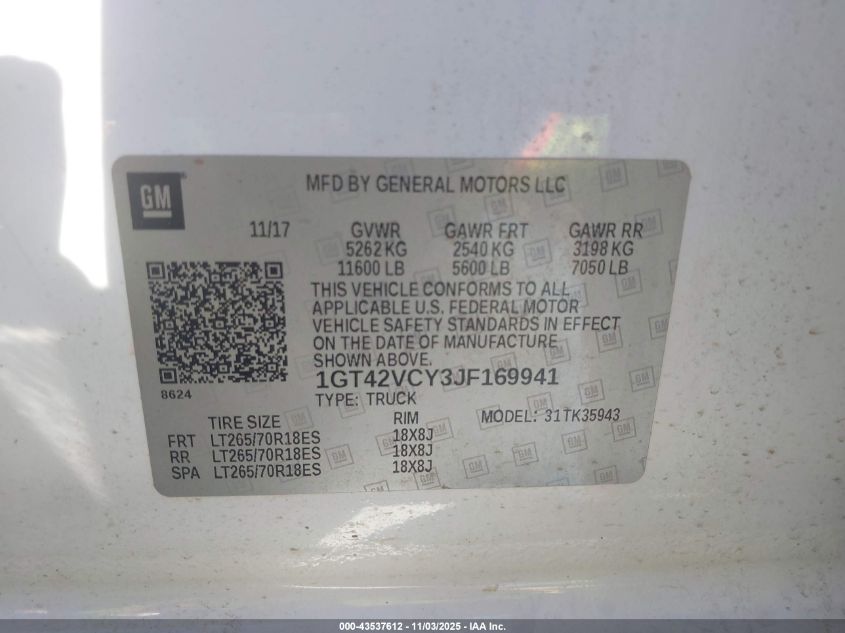 GM
MFD BY GENERAL MOTORS LLC
11/17 GVWR GAWR FRT GAWR RR
5262 KG 2540 KG 3198 KG
11600 LB 5600 LB 7050 LB
THIS VEHICLE CONFORMS TO ALL
APPLICABLE U.S. FEDERAL MOTOR
VEHICLE SAFETY STANDARDS IN EFFECT
ON THE DATE OF MANUFACTURE
SHOWN ABOVE.
1GT42VCY3JF169941
8624
TYPE: TRUCK
TIRE SIZE RIM MODEL: 31TK35943
FRT LT265/70R18ES 18X8J
RR LT265/70R18ES 18X8J
SPA LT265/70R18ES 18X8J
000-43537612 - 11/03/2025 - IAA Inc.